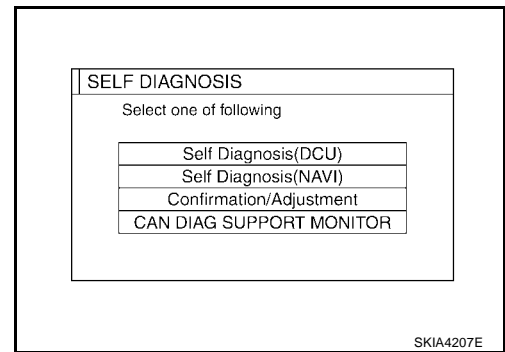 SELF DIAGNOSIS
Select one of following
Self Diagnosis(DCU)
Self Diagnosis(NAVI)
Confirmation/Adjustment
CAN DIAG SUPPORT MONITOR
SKIA4207E